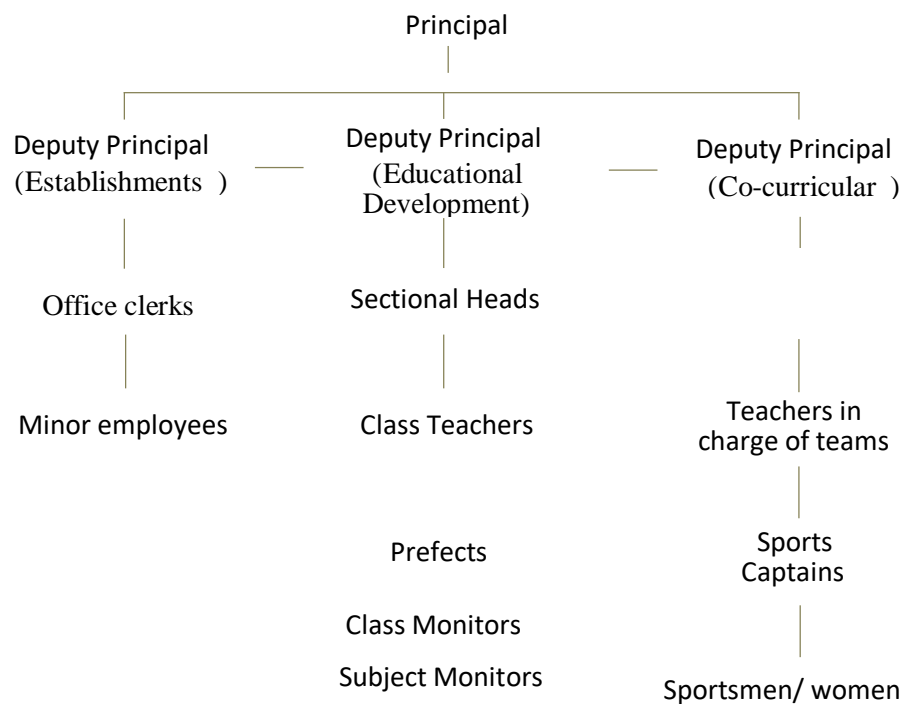 Principal
Deputy Principal
(Establishments )
Deputy Principal
(Educational
Development)
Deputy Principal
(Co-curricular )
Office clerks
Sectional Heads
Minor employees
Class Teachers
Teachers in
charge of teams
Prefects
Sports
Captains
Class Monitors
Subject Monitors
Sportsmen/ women